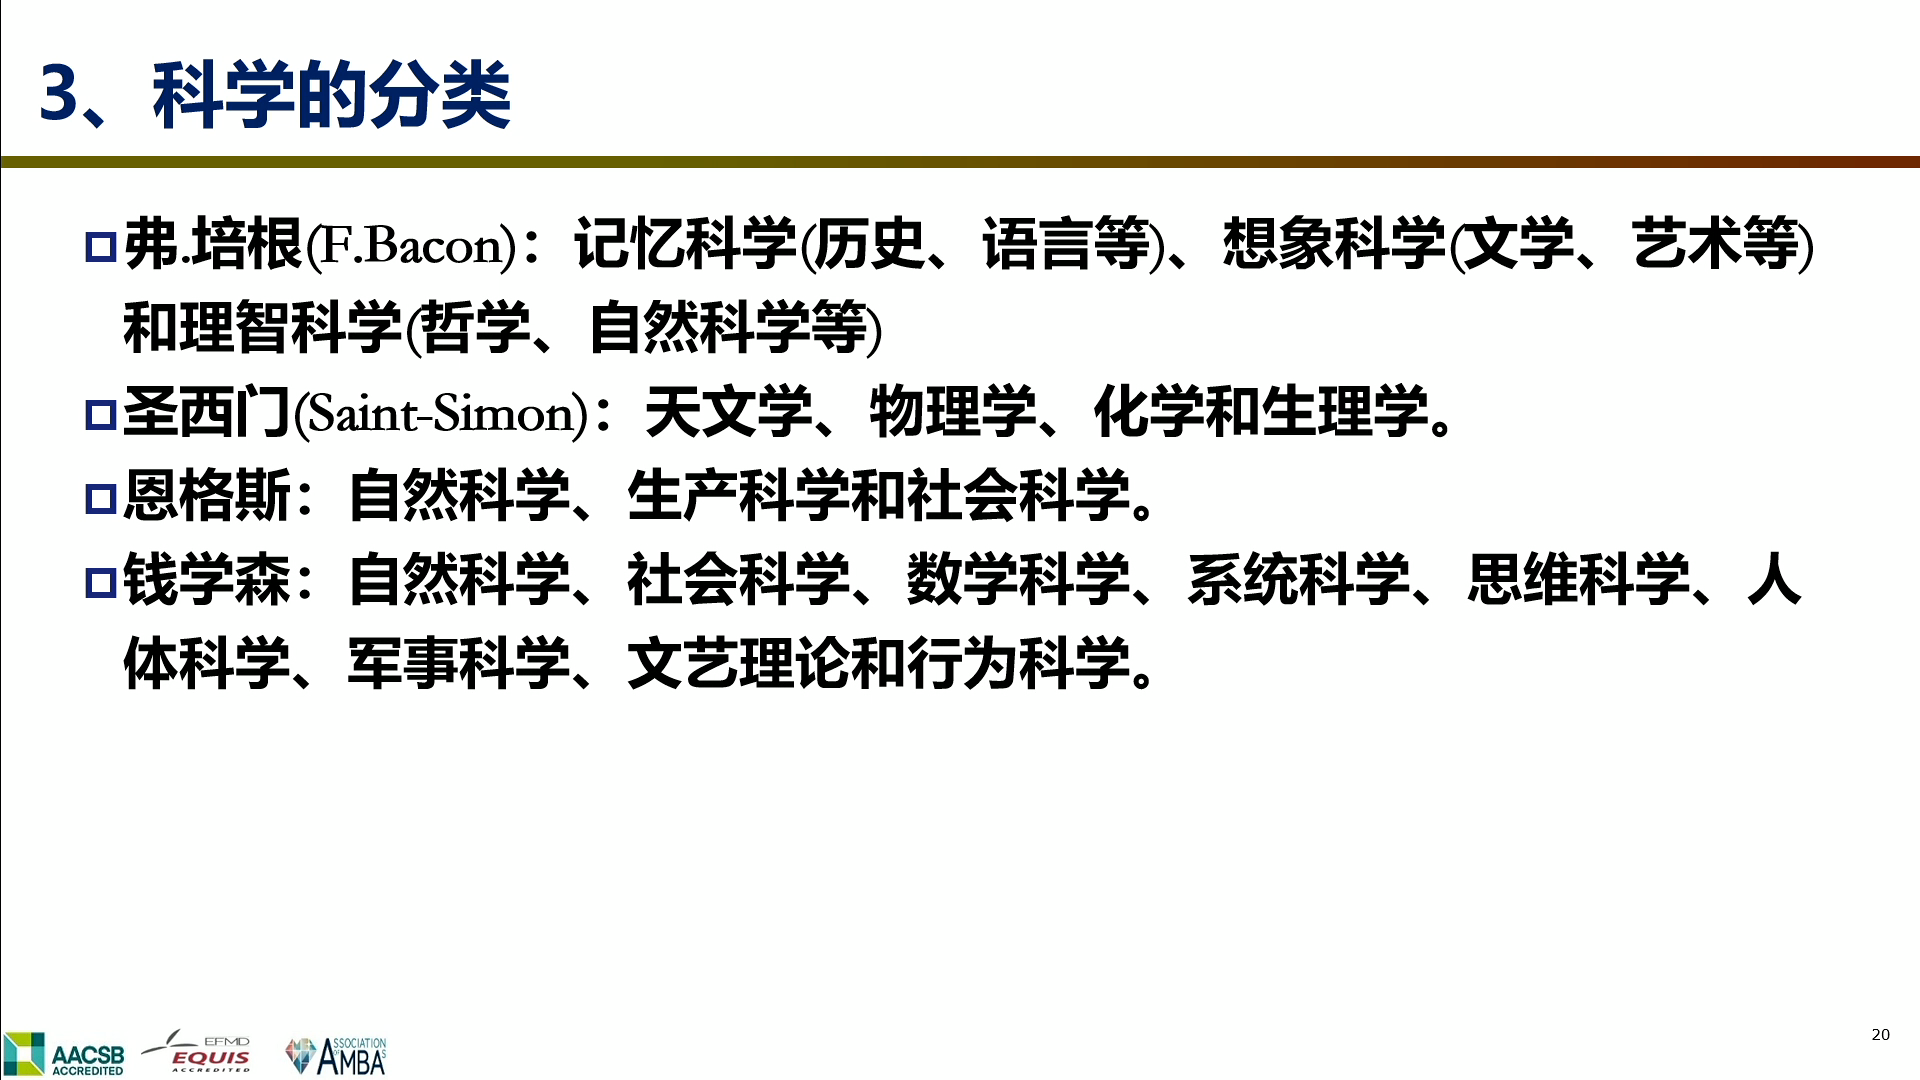 3、科学的分类
弗.培根(F.Bacon)：记忆科学(历史、语言等)、想象科学(文学、艺术等)
和理智科学(哲学、自然科学等)
圣西门(Saint-Simon)：天文学、物理学、化学和生理学。
恩格斯：自然科学、生产科学和社会科学。
钱学森：自然科学、社会科学、数学科学、系统科学、思维科学、人
体科学、军事科学、文艺理论和行为科学。
AACSB
ACCREDITED
EFMD
EQUIS
ACCREDITED
ASSOCIATION
OF
AMBAS
20